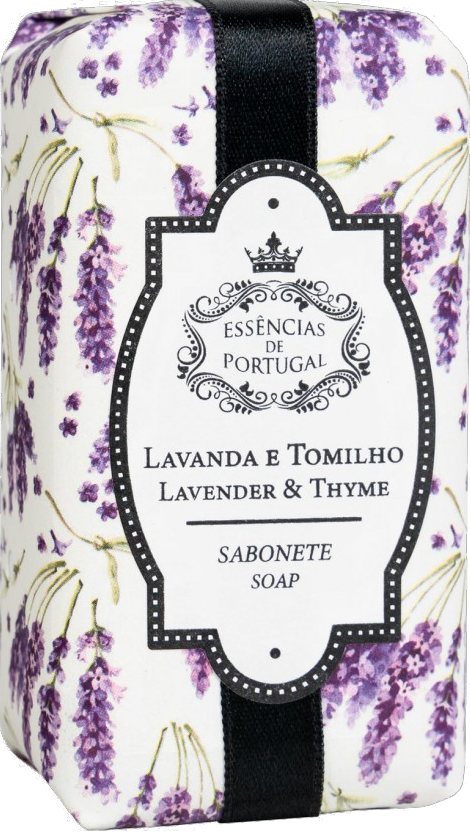 ESSÊNCIAS
DE
PORTUGAL
LAVANDA E TOMILHO
LAVENDER & THYME
SABONETE
SOAP